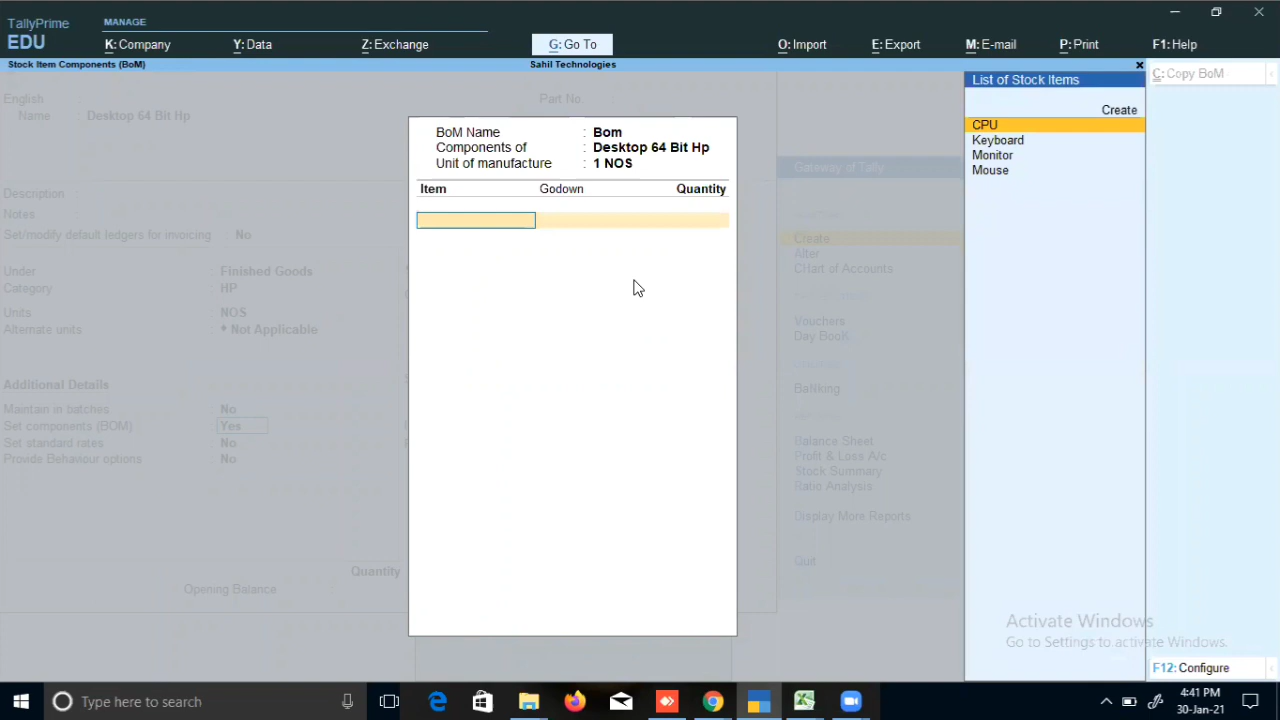 TallyPrime
EDU
MANAGE
K: Company
Y: Data
Z: Exchange
G: Go To
O: Import
E: Export
M: E-mail
P: Print
F1: Help
Stock Item Components (BoM)
Sahil Technologies
English
Name : Desktop 64 Bit Hp
Part No.
Description :
Notes
Set/modify default ledgers for invoicing : No
Under : Finished Goods
Category : HP
Units : NOS
Alternate units : * Not Applicable
Additional Details
Maintain in batches : No
Set components (BOM) : Yes
Set standard rates : No
Provide Behaviour options : No
Quantity
Opening Balance
BoM Name : Bom
Components of : Desktop 64 Bit Hp
Unit of manufacture : 1 NOS
Item Godown Quantity
Gateway of Tally
Create
Alter
CHart of Accounts
Vouchers
Day BooK
BaNking
Balance Sheet
Profit & Loss A/c
Stock Summary
Ratio Analysis
Display More Reports
Quit
List of Stock Items
Create
CPU
Keyboard
Monitor
Mouse
C: Copy BoM
Activate Windows
Go to Settings to activate Windows.
F12: Configure
Type here to search
4:41 PM
30-Jan-21